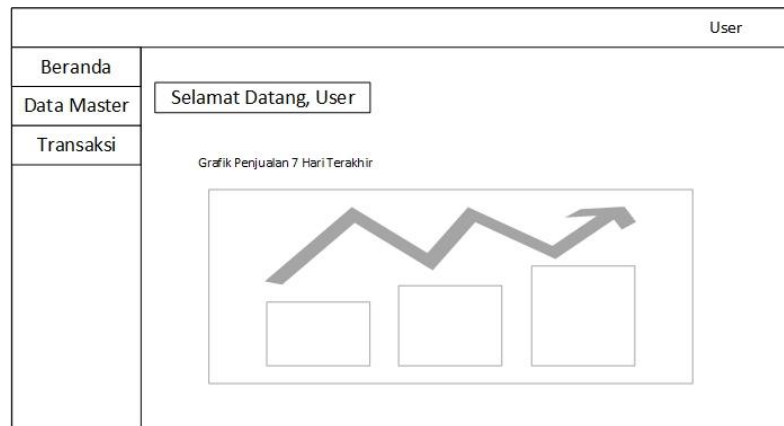 User
Beranda
Data Master
Transaksi
Selamat Datang, User
Grafik Penjualan 7 Hari Terakhir